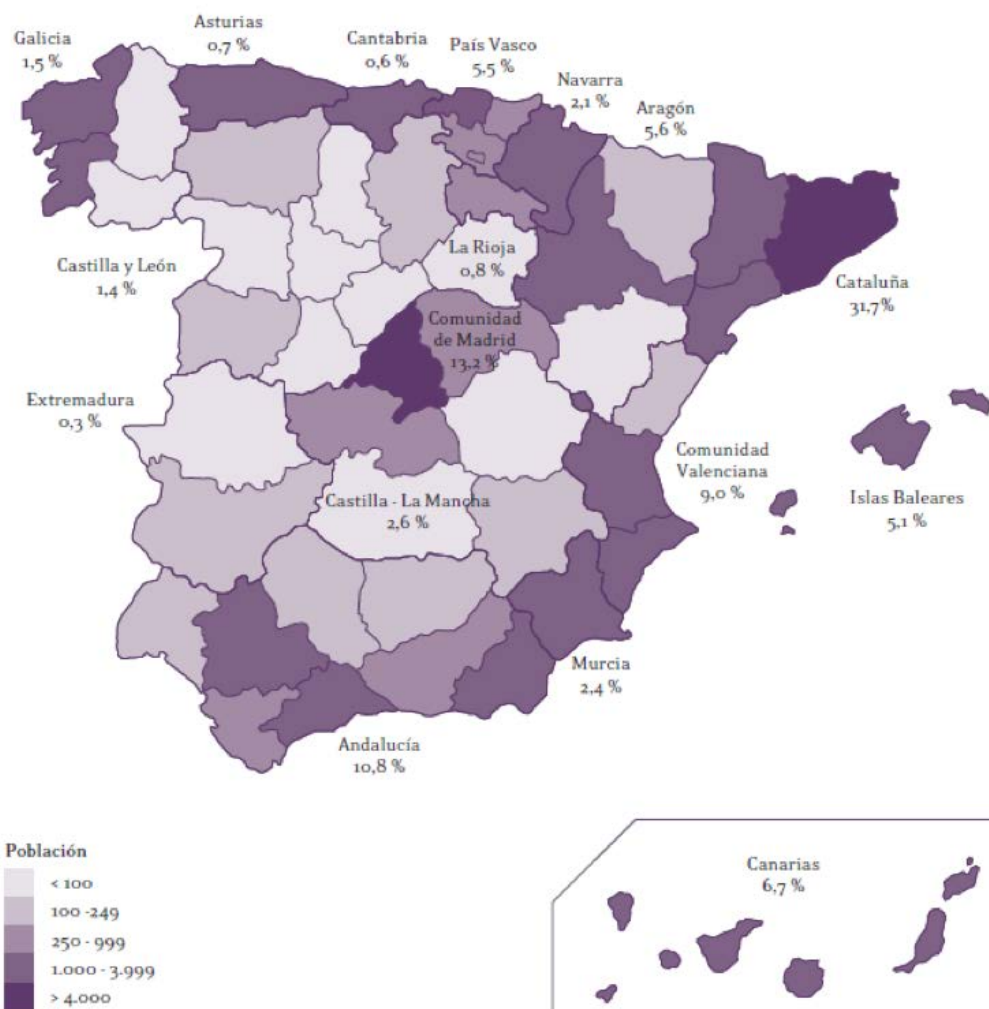 Asturias
0,7 %
Galicia
1,5 %
Cantabria
0,6 %
País Vasco
5,5 %
Navarra
2,1 %
Aragón
5,6 %
La Rioja
0,8 %
Castilla y León
1,4 %
Cataluña
31,7%
Comunidad
de Madrid
13,2 %
Extremadura
0,3 %
Comunidad
Valenciana
9,0 %
Islas Baleares
5,1 %
Castilla - La Mancha
2,6 %
Murcia
2,4 %
Andalucía
10,8 %
Canarias
6,7 %
Población
< 100
100 -249
250 - 999
1.000 - 3.999
> 4.000